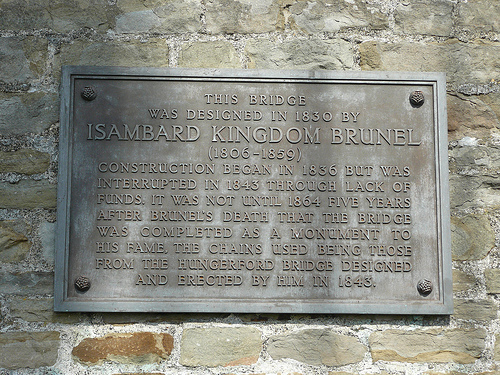 THIS BRIDGE
WAS DESIGNED IN 1830 BY
ISAMBARD KINGDOM BRUNEL
(1806-1859)
CONSTRUCTION BEGAN IN 1836 BUT WAS
INTERRUPTED IN 1843 THROUGH LACK OF
FUNDS. IT WAS NOT UNTIL 1864 FIVE YEARS
AFTER BRUNEL'S DEATH THAT THE BRIDGE
WAS COMPLETED AS A MONUMENT TO
HIS FAME, THE CHAINS USED BEING THOSE
FROM THE HUNGERFORD BRIDGE DESIGNED
AND ERECTED BY HIM IN 1843.